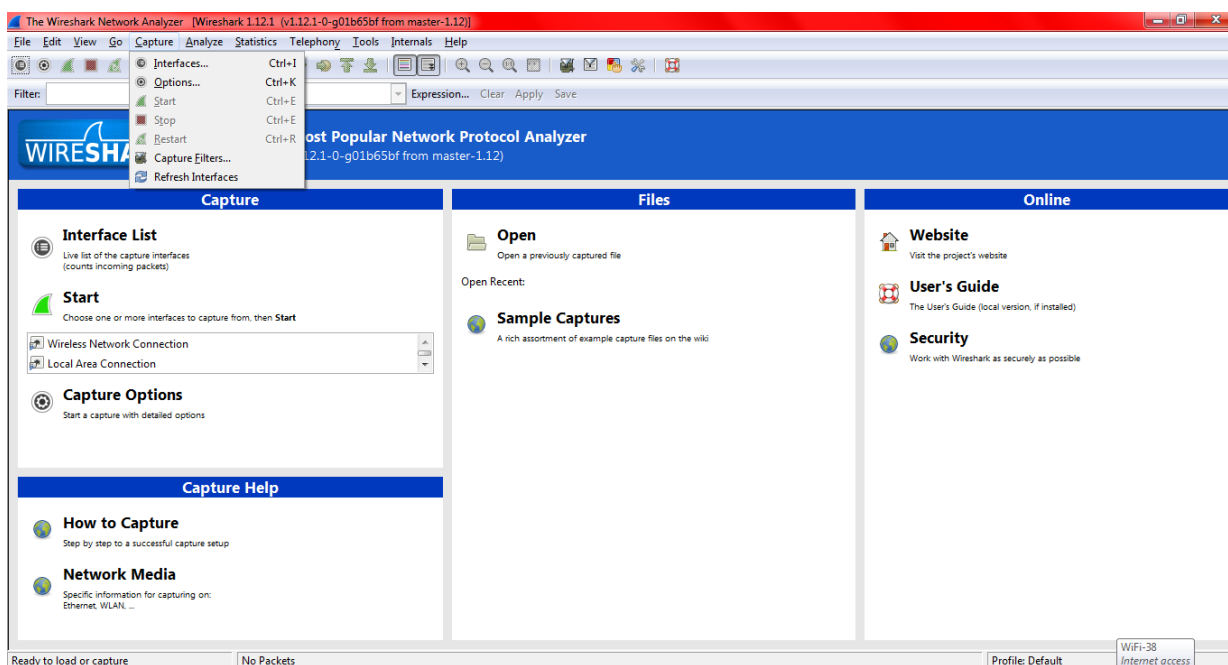 The Wireshark Network Analyzer [Wireshark 1.12.1 (v1.12.1-0-g01b65bf from master-1.12)]
File Edit View Go Capture Analyze Statistics Telephony Tools Internals Help
Interfaces... Ctrl+I
Options... Ctrl+K
Start Ctrl+E
Stop Ctrl+E
Restart Ctrl+R
Capture Filters...
Refresh Interfaces
Filter: Expression... Clear Apply Save
ost Popular Network Protocol Analyzer
12.1-0-g01b65bf from master-1.12)
Capture
Interface List
Live list of the capture interfaces
(counts incoming packets)
Start
Choose one or more interfaces to capture from, then Start
Wireless Network Connection
Local Area Connection
Capture Options
Start a capture with detailed options
Capture Help
How to Capture
Step by step to a successful capture setup
Network Media
Specific information for capturing on:
Ethernet, WLAN, ...
Files
Open
Open a previously captured file
Open Recent:
Sample Captures
A rich assortment of example capture files on the wiki
Online
Website
Visit the project's website
User's Guide
The User's Guide (local version, if installed)
Security
Work with Wireshark as securely as possible
Ready to load or capture
No Packets
Profile: Default
WiFi-38
Internet access